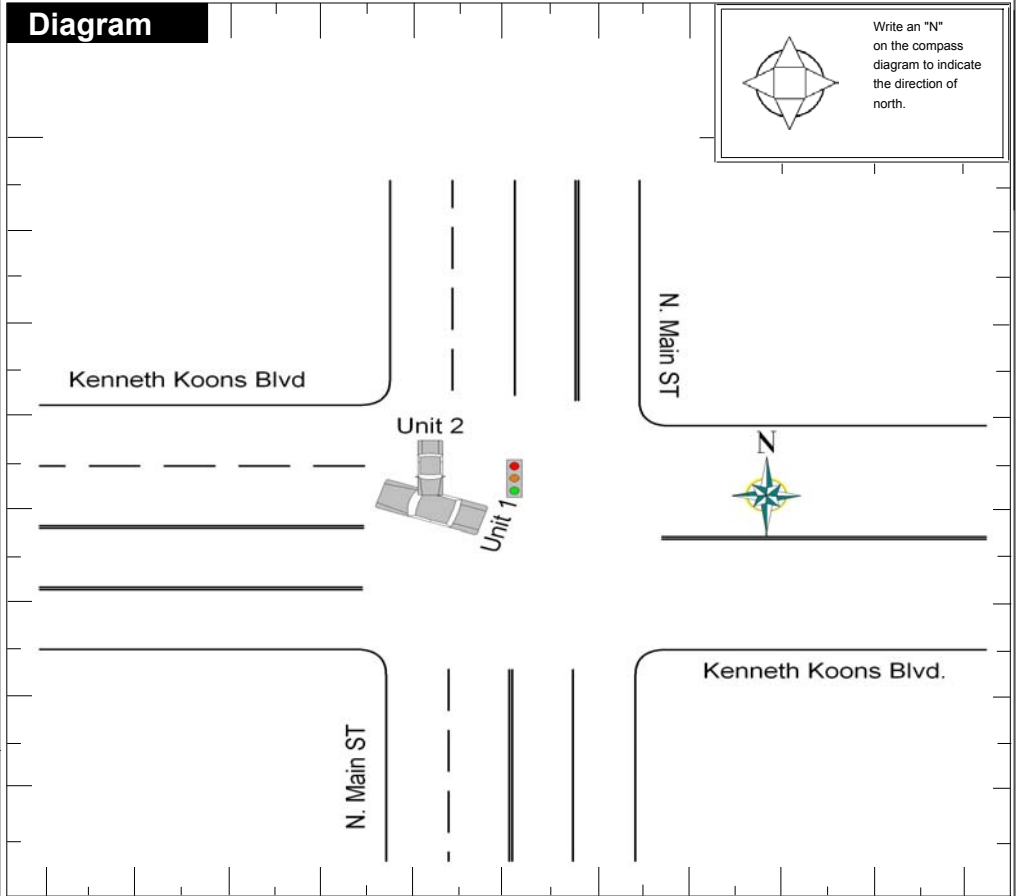 Diagram
Write an "N"
on the compass
diagram to indicate
the direction of
north.
N. Main ST
Kenneth Koons Blvd
Unit 2
N
Unit 1
Kenneth Koons Blvd.
N. Main ST